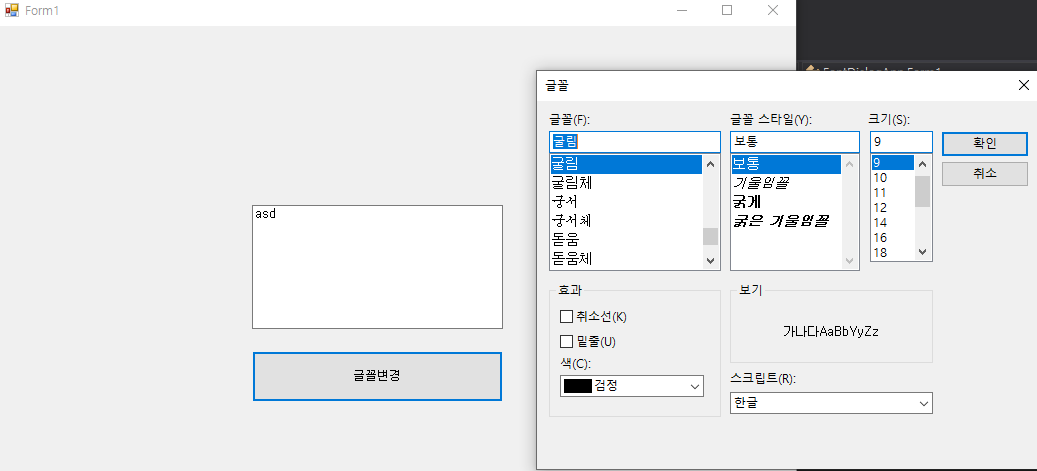 Form1
asd
글꼴변경
글꼴
글꼴(F):
굴림
굴림
굴림체
궁서
궁서체
돋움
돋움체
글꼴 스타일(Y):
보통
보통
기울임꼴
굵게
굵은 기울임꼴
크기(S):
9
9
10
11
12
14
16
18
확인
취소
효과
취소선(K)
밑줄(U)
색(C):
검정
보기
가나다AaBbYyZz
스크립트(R):
한글